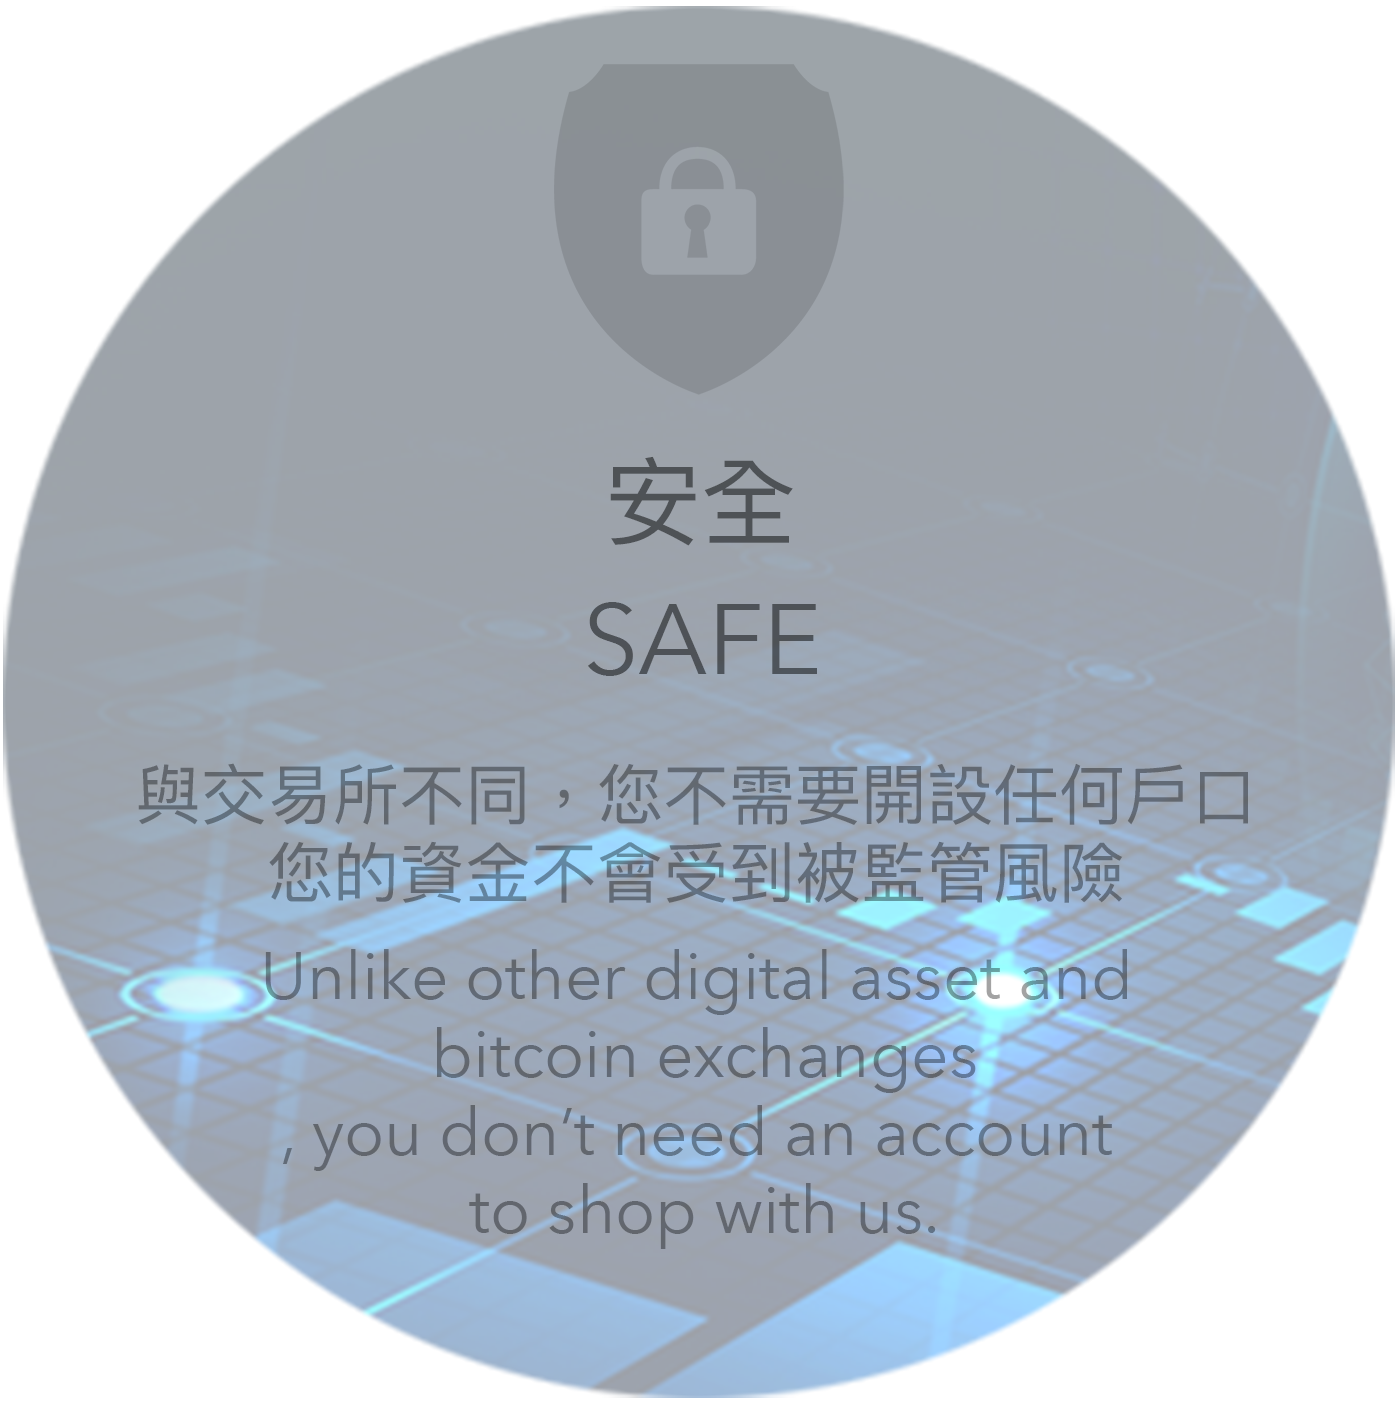 安全
SAFE
與交易所不同，您不需要開設任何戶口
您的資金不會受到被監管風險
Unlike other digital asset and
bitcoin exchanges
, you don’t need an account
to shop with us.